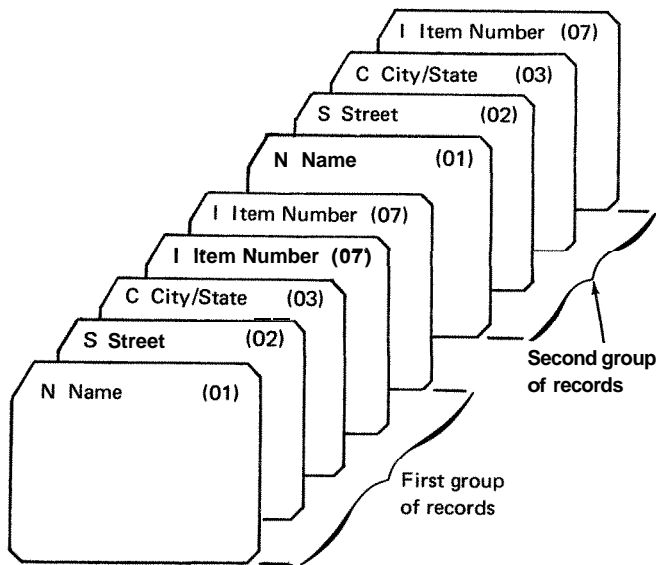 I Item Number (07)
C City/State (03)
S Street (02)
N Name (01)
I Item Number (07)
I Item Number (07)
C City/State (03)
S Street (02)
N Name (01)
Second group
of records
First group
of records